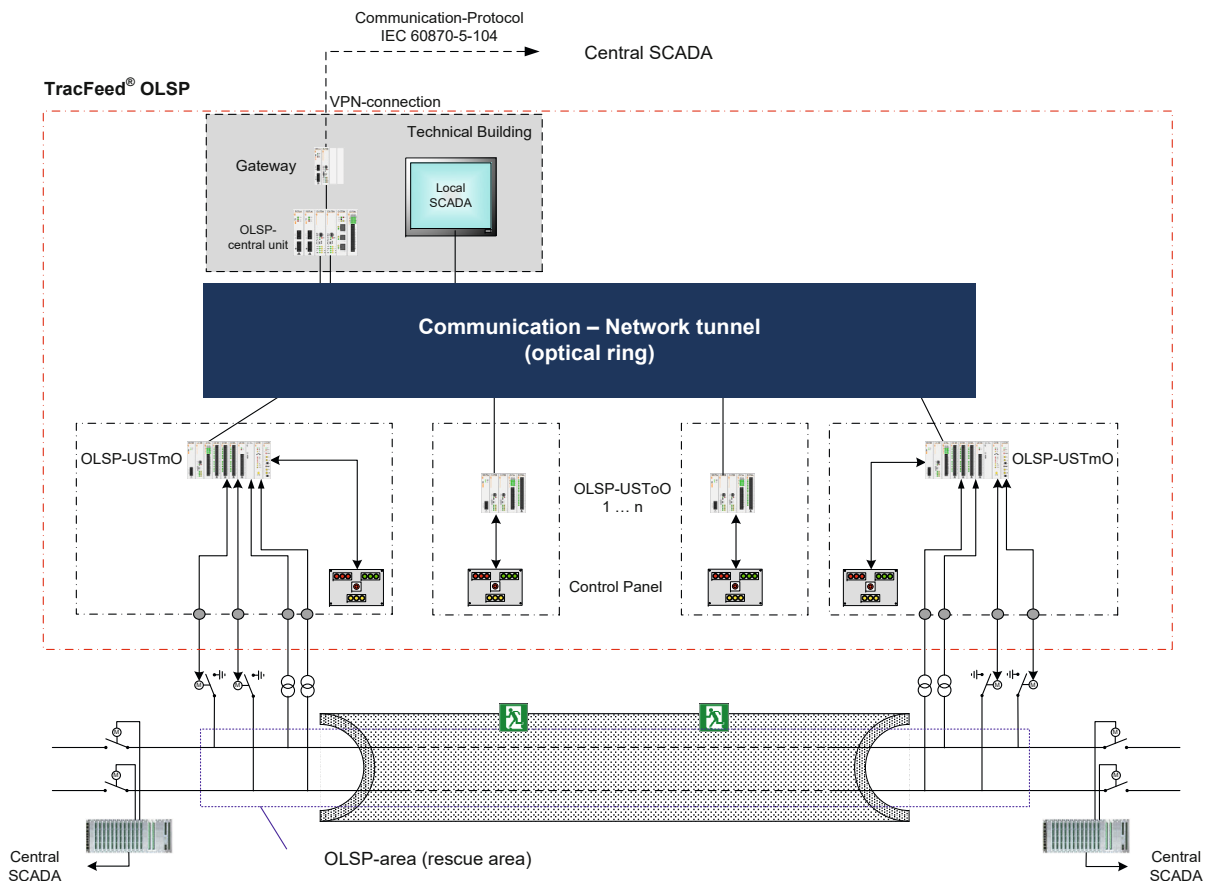 Communication-Protocol
IEC 60870-5-104
Central SCADA
TracFeed® OLSP
VPN-connection
Technical Building
Gateway
Local
SCADA
OLSP-
central unit
Communication – Network tunnel
(optical ring)
OLSP-USTmO
OLSP-USToO
1 … n
OLSP-USTmO
Control Panel
M
M
M
M
M
M
M
M
OLSP-area (rescue area)
Central
SCADA
Central
SCADA